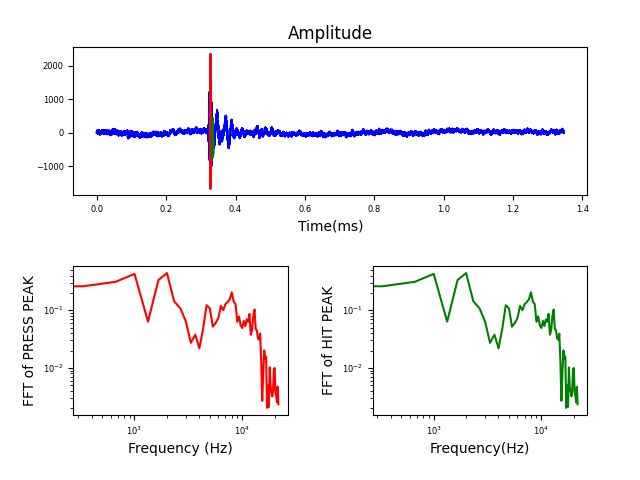 Amplitude
2000
1000
0
−1000
0.0 0.2 0.4 0.6 0.8 1.0 1.2 1.4
Time(ms)
FFT of PRESS PEAK
10⁻¹
10⁻²
10³ 10⁴
Frequency (Hz)
FFT of HIT PEAK
10⁻¹
10⁻²
10³ 10⁴
Frequency(Hz)